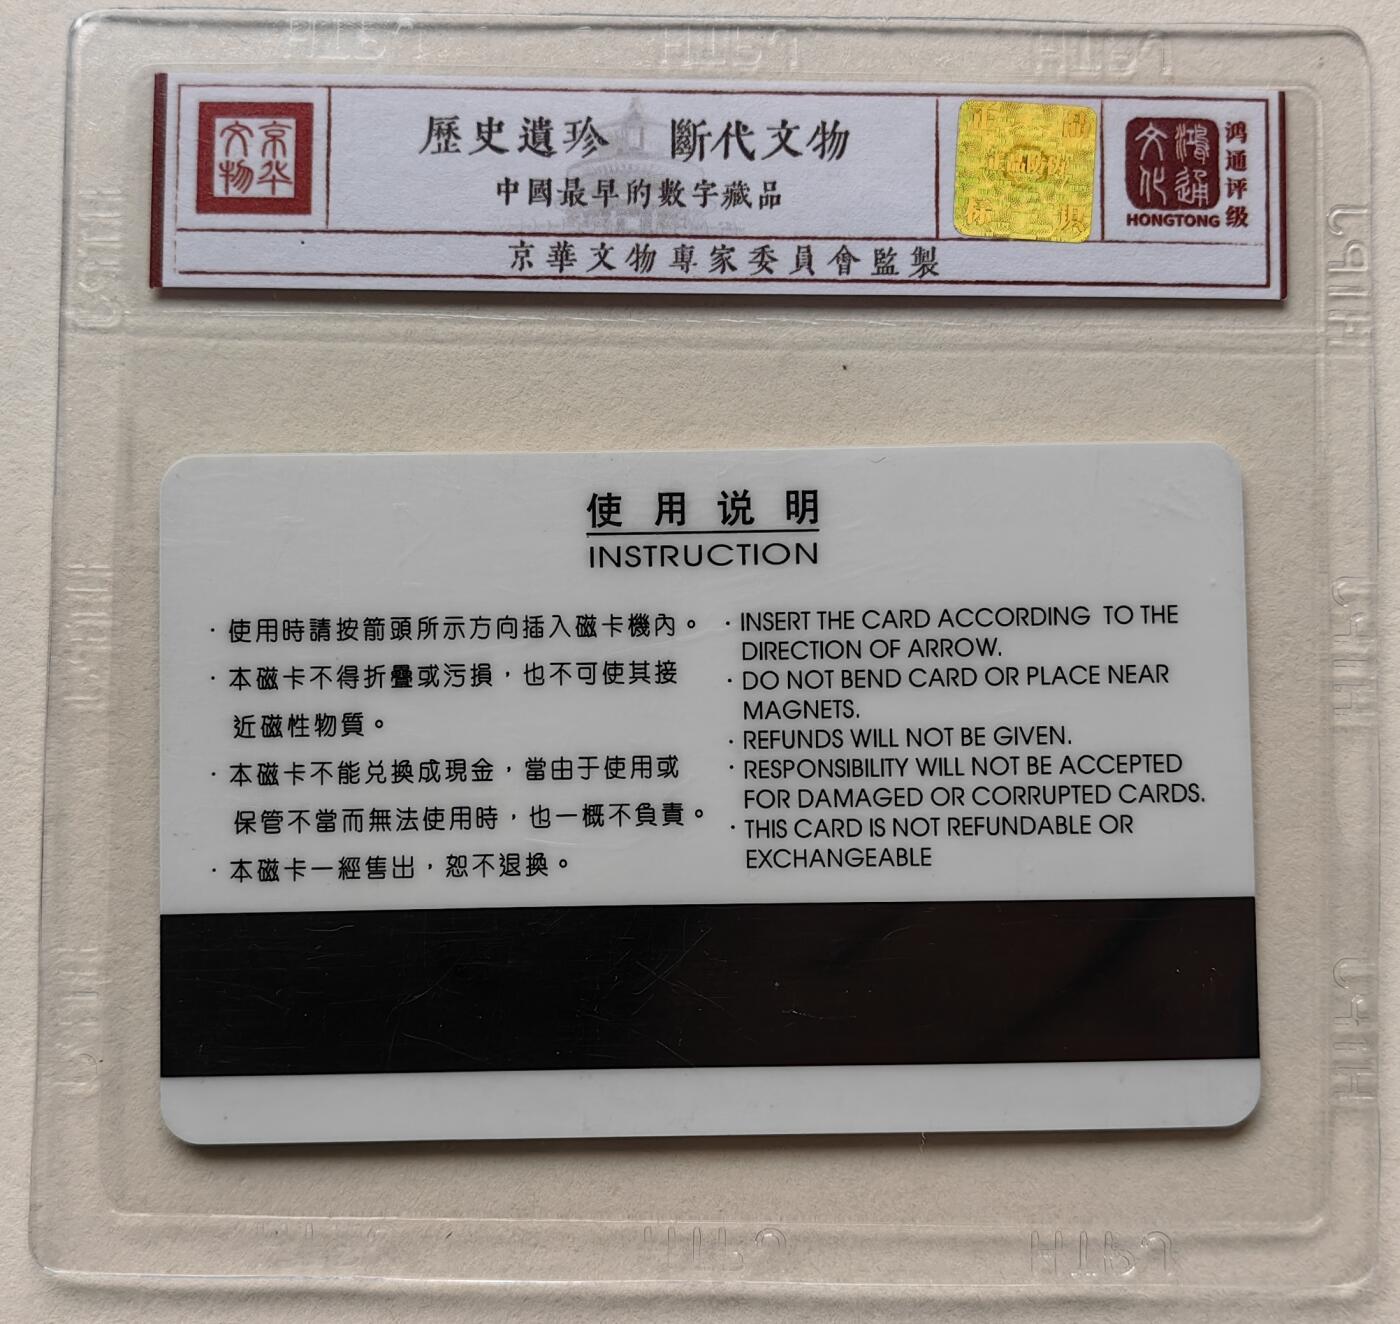 京华
文物
歷史遺珍 斷代文物
中國最早的數字藏品
京華文物專家委員會監製
正品
鸿通
文化
HONGTONG
鸿通评级
使用说明
INSTRUCTION
· 使用時請按箭頭所示方向插入磁卡機內。
· 本磁卡不得折疊或污損，也不可使其接
近磁性物質。
· 本磁卡不能兑換成現金，當由于使用或
保管不當而無法使用時，也一概不負責。
· 本磁卡一經售出，恕不退換。
· INSERT THE CARD ACCORDING TO THE
DIRECTION OF ARROW.
· DO NOT BEND CARD OR PLACE NEAR
MAGNETS.
· REFUNDS WILL NOT BE GIVEN.
· RESPONSIBILITY WILL NOT BE ACCEPTED
FOR DAMAGED OR CORRUPTED CARDS.
· THIS CARD IS NOT REFUNDABLE OR
EXCHANGEABLE